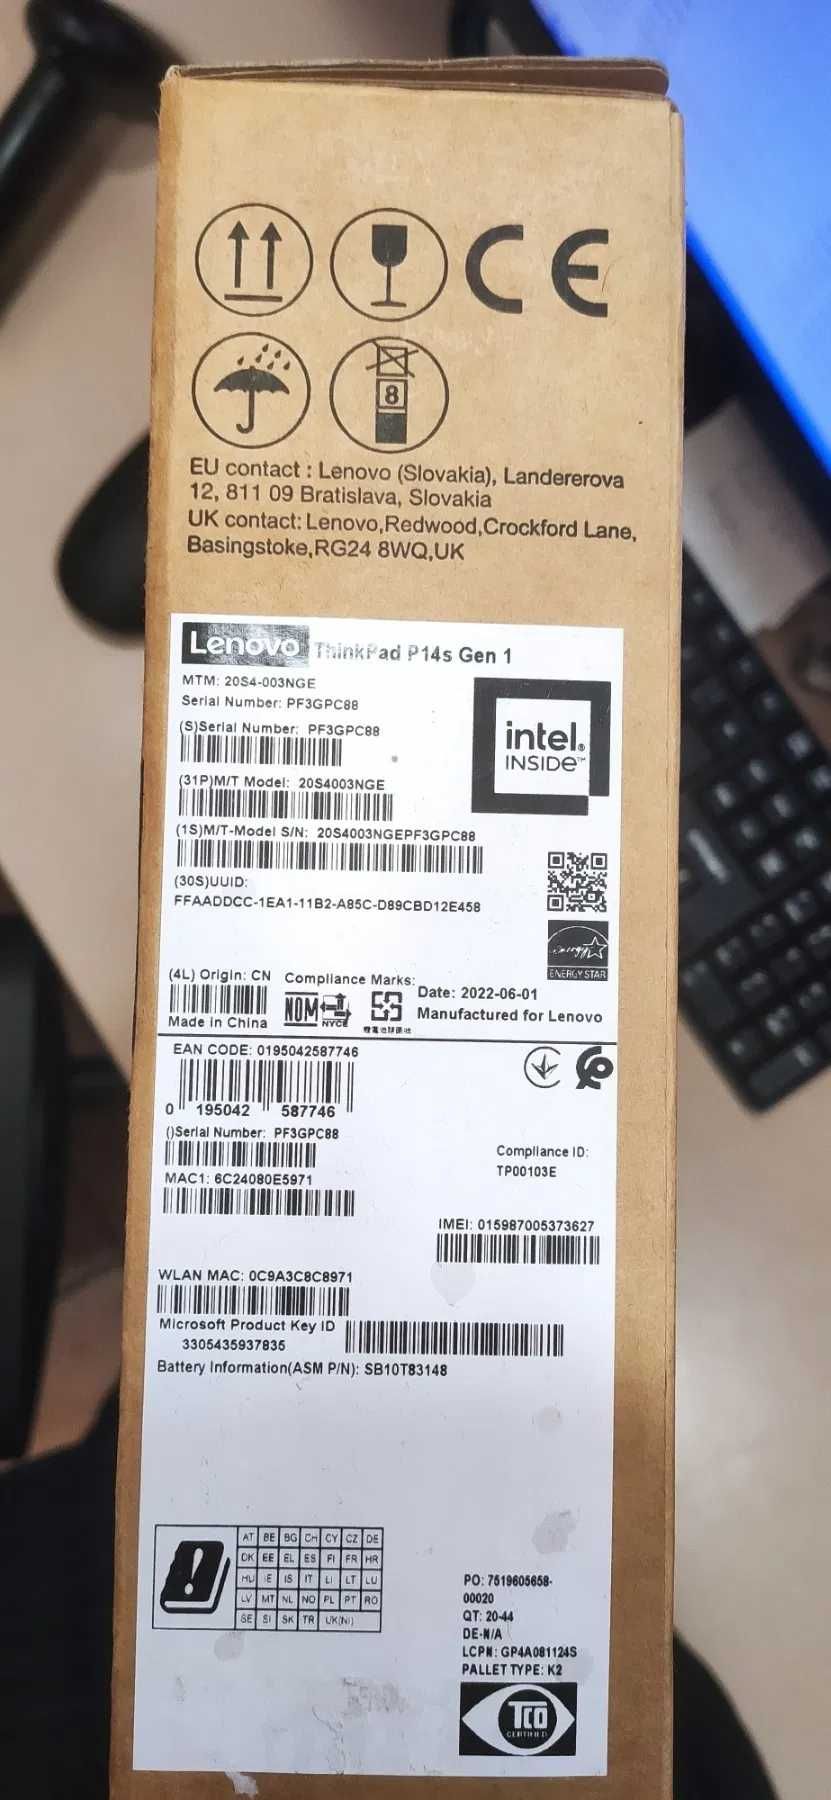 8
EU contact : Lenovo (Slovakia), Landererova
12, 811 09 Bratislava, Slovakia
UK contact: Lenovo,Redwood,Crockford Lane,
Basingstoke,RG24 8WQ,UK
Lenovo ThinkPad P14s Gen 1
MTM: 20S4-003NGE
Serial Number: PF3GPC88
(S)Serial Number: PF3GPC88
intel®
INSIDE™
(31P)M/T Model: 20S4003NGE
(1S)M/T-Model S/N: 20S4003NGEPF3GPC88
(30S)UUID:
FFAADDCC-1EA1-11B2-A85C-D89CBD12E458
energy
ENERGY STAR
(4L) Origin: CN
Made in China
Compliance Marks:
NOM
NYCE
Date: 2022-06-01
Manufactured for Lenovo
EAN CODE: 0195042587746
0 195042 587746
()Serial Number: PF3GPC88
Compliance ID:
TP00103E
MAC1: 6C24080E5971
IMEI: 015987005373627
WLAN MAC: 0C9A3C8C8971
Microsoft Product Key ID
3305435937835
Battery Information(ASM P/N): SB10T83148
AT BE BG CH CY CZ DE
DK EE EL ES FI FR HR
HU IE IS IT LI LT LU
LV MT NL NO PL PT RO
SE SI SK TR UK(NI)
PO: 7519605658-
00020
QT: 20-44
DE-N/A
LCPN: GP4A081124S
PALLET TYPE: K2
TCO
CERTIFIED